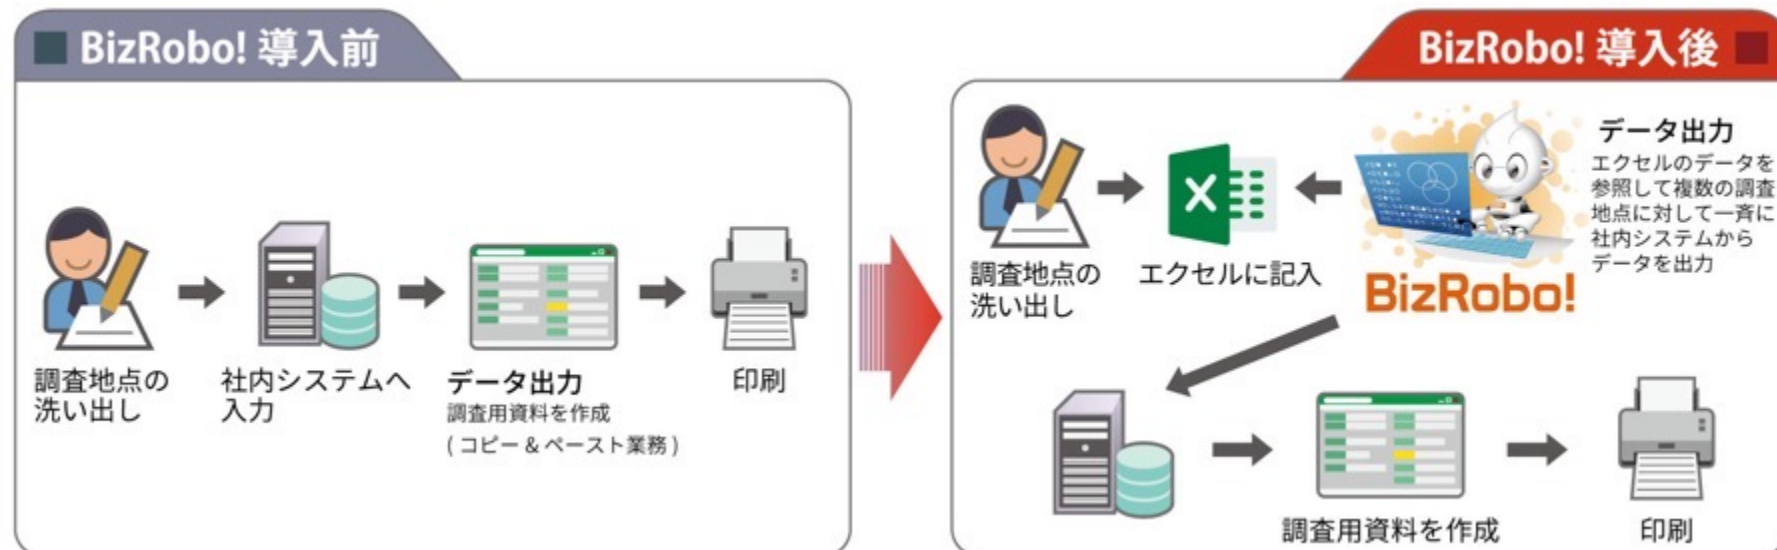 BizRobo! 導入前
調査地点の
洗い出し
社内システムへ
入力
データ出力
調査用資料を作成
( コピー & ペースト業務 )
印刷
BizRobo! 導入後
調査地点の
洗い出し
X
エクセルに記入
BizRobo!
データ出力
エクセルのデータを
参照して複数の調査
地点に対して一斉に
社内システムから
データを出力
調査用資料を作成
印刷